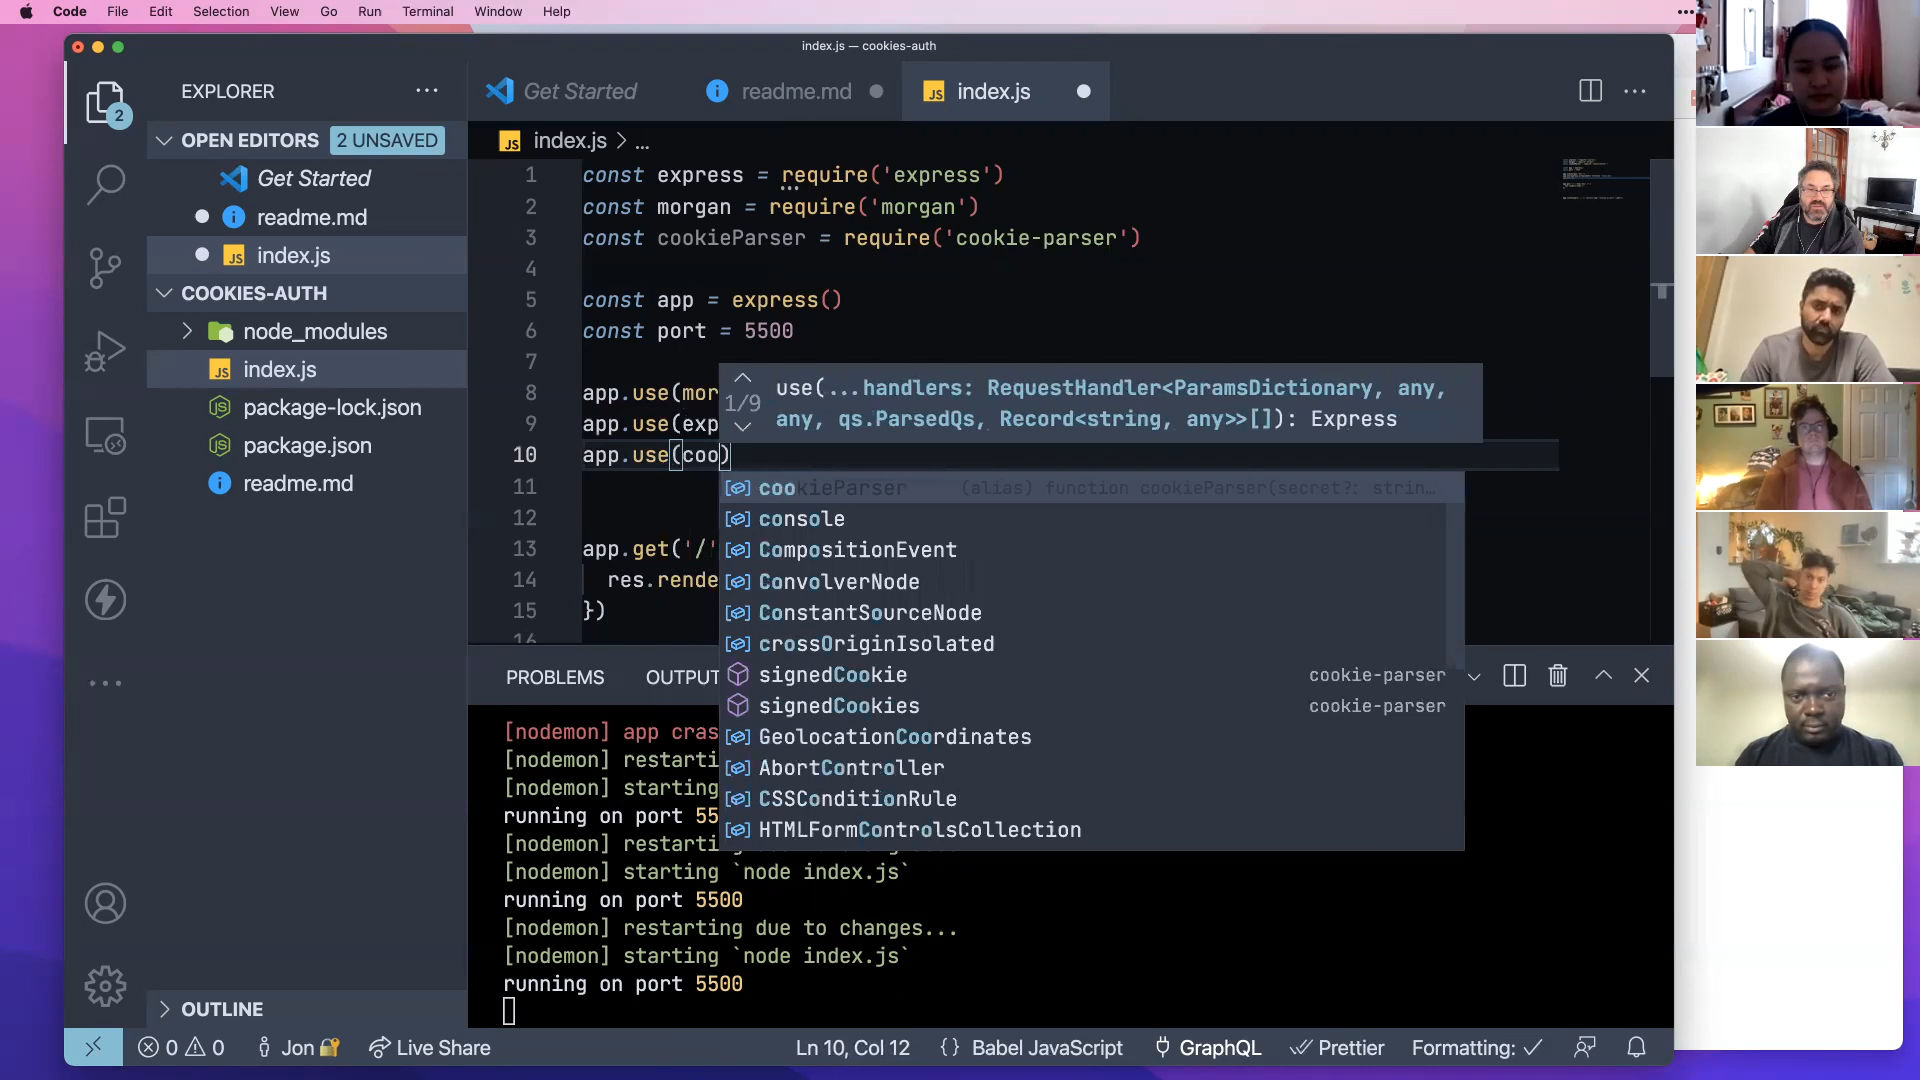 Code File Edit Selection View Go Run Terminal Window Help
index.js — cookies-auth
EXPLORER
OPEN EDITORS 2 UNSAVED
Get Started
readme.md
index.js
COOKIES-AUTH
node_modules
index.js
package-lock.json
package.json
readme.md
OUTLINE
Get Started readme.md index.js
index.js > ...
1 const express = require('express')
2 const morgan = require('morgan')
3 const cookieParser = require('cookie-parser')
4
5 const app = express()
6 const port = 5500
7
8 app.use(mor
9 app.use(exp
10 app.use(coo)
11
12
13 app.get('/'
14 res.rende
15 })
16
1/9
use(...handlers: RequestHandler<ParamsDictionary, any,
any, qs.ParsedQs, Record<string, any>>[]): Express
cookieParser (alias) function cookieParser(secret?: strin...
console
CompositionEvent
ConvolverNode
ConstantSourceNode
crossOriginIsolated
signedCookie cookie-parser
signedCookies cookie-parser
GeolocationCoordinates
AbortController
CSSConditionRule
HTMLFormControlsCollection
PROBLEMS OUTPUT
[nodemon] app cras
[nodemon] restarti
[nodemon] starting
running on port 55
[nodemon] restarti
[nodemon] starting `node index.js`
running on port 5500
[nodemon] restarting due to changes...
[nodemon] starting `node index.js`
running on port 5500
0 0 Jon Live Share Ln 10, Col 12 {} Babel JavaScript GraphQL Prettier Formatting: ✓
2